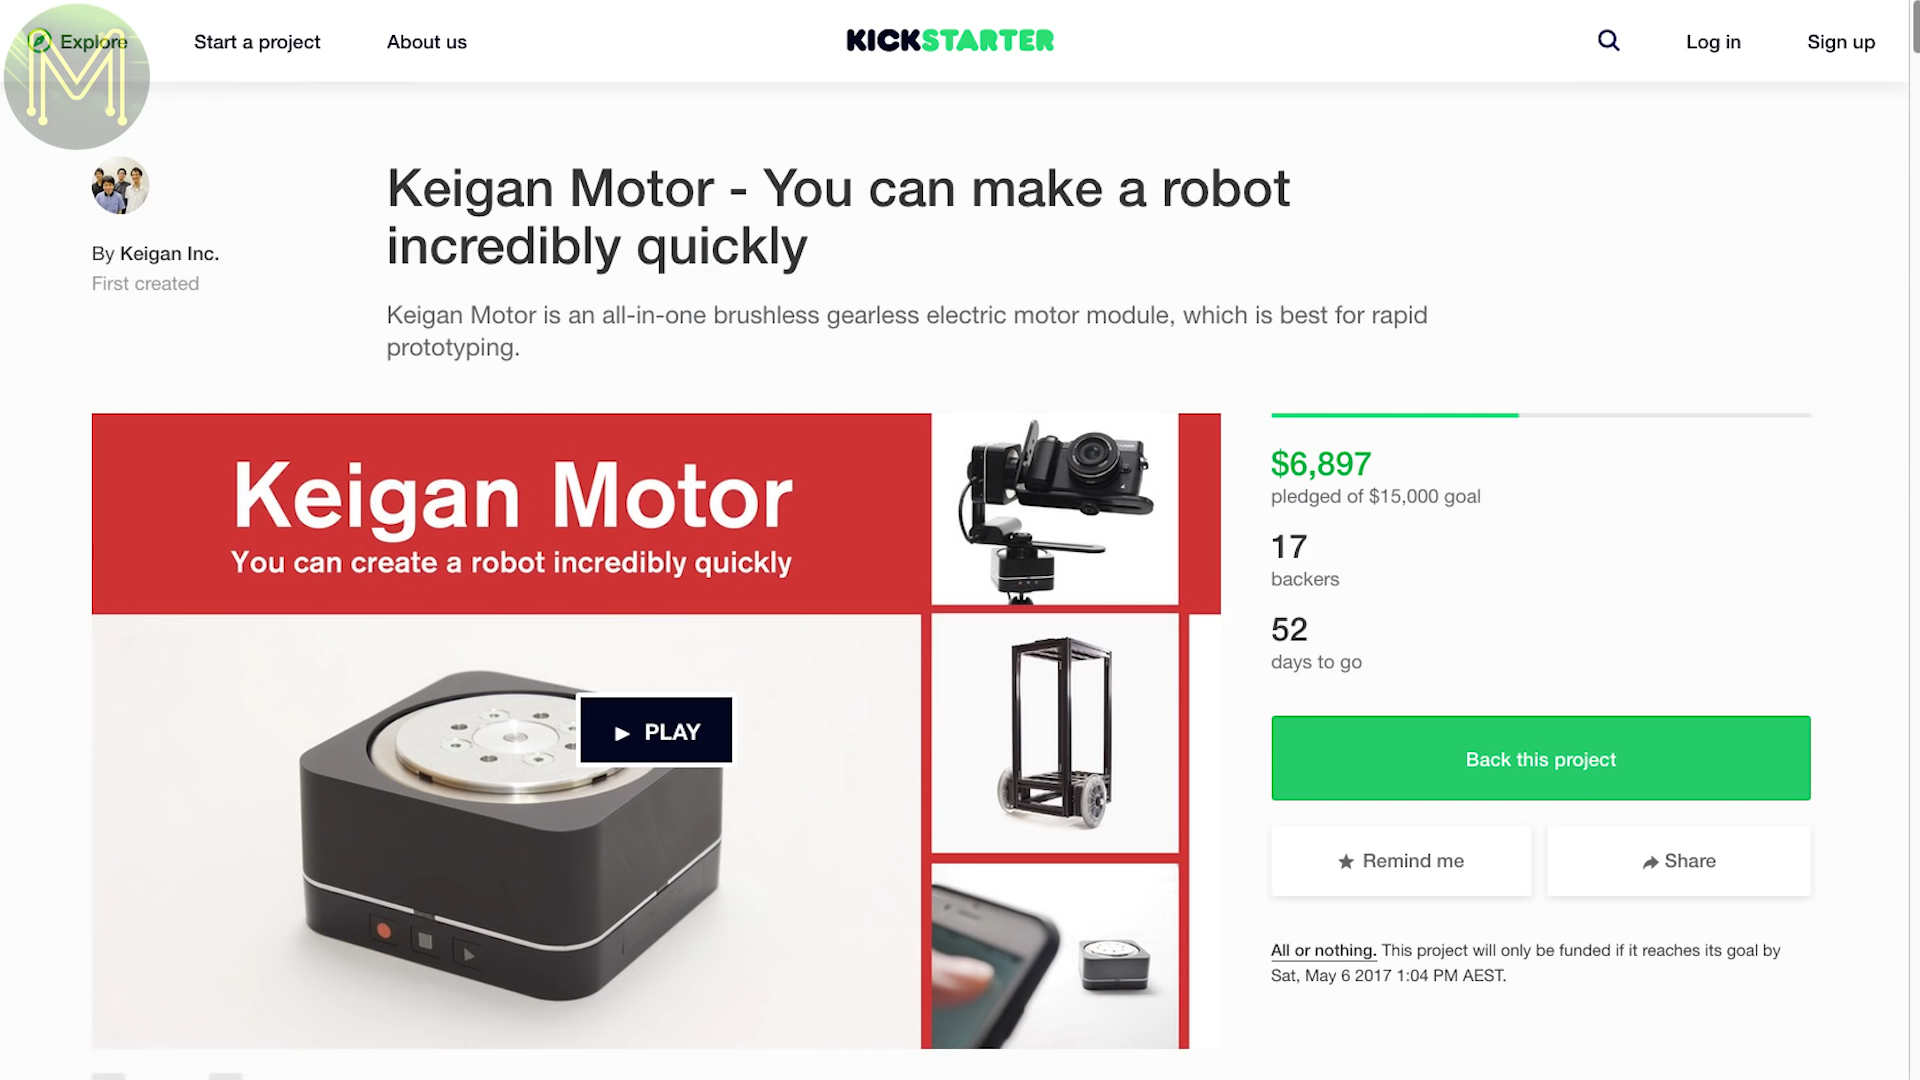 Explore
Start a project
About us
KICKSTARTER
Log in
Sign up
M
By Keigan Inc.
First created
Keigan Motor - You can make a robot
incredibly quickly
Keigan Motor is an all-in-one brushless gearless electric motor module, which is best for rapid
prototyping.
Keigan Motor
You can create a robot incredibly quickly
PLAY
$6,897
pledged of $15,000 goal
17
backers
52
days to go
Back this project
Remind me
Share
All or nothing. This project will only be funded if it reaches its goal by
Sat, May 6 2017 1:04 PM AEST.